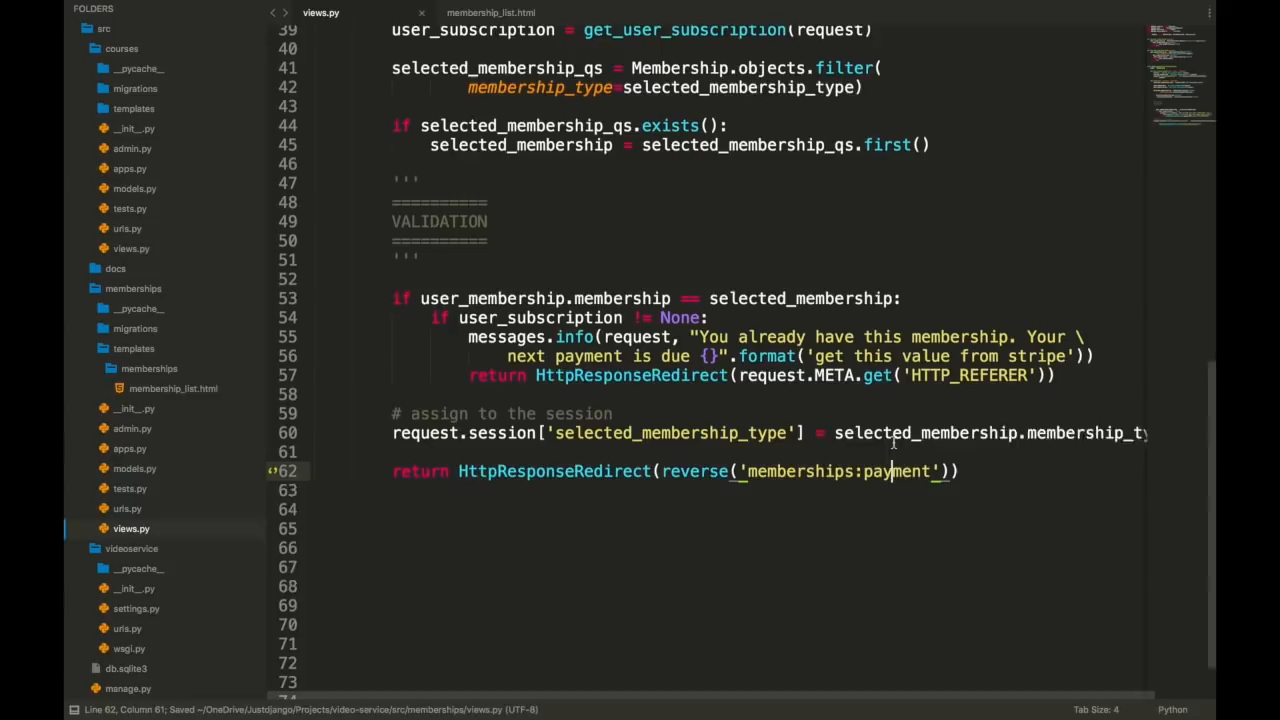 FOLDERS
src
courses
__pycache__
migrations
templates
__init__.py
admin.py
apps.py
models.py
tests.py
urls.py
views.py
docs
memberships
__pycache__
migrations
templates
memberships
membership_list.html
__init__.py
admin.py
apps.py
models.py
tests.py
urls.py
views.py
videoservice
__pycache__
__init__.py
settings.py
urls.py
wsgi.py
db.sqlite3
manage.py
views.py × membership_list.html
39 user_subscription = get_user_subscription(request)
40
41 selected_membership_qs = Membership.objects.filter(
42 membership_type=selected_membership_type)
43
44 if selected_membership_qs.exists():
45 selected_membership = selected_membership_qs.first()
46
47 '''
48 ==========
49 VALIDATION
50 ==========
51 '''
52
53 if user_membership.membership == selected_membership:
54 if user_subscription != None:
55 messages.info(request, "You already have this membership. Your \
56 next payment is due {}".format('get this value from stripe'))
57 return HttpResponseRedirect(request.META.get('HTTP_REFERER'))
58
59 # assign to the session
60 request.session['selected_membership_type'] = selected_membership.membership_ty
61
62 return HttpResponseRedirect(reverse('memberships:payment'))
63
64
65
66
67
68
69
70
71
72
73
Line 62, Column 61; Saved ~/OneDrive/Justdjango/Projects/video-service/src/memberships/views.py (UTF-8)
Tab Size: 4
Python